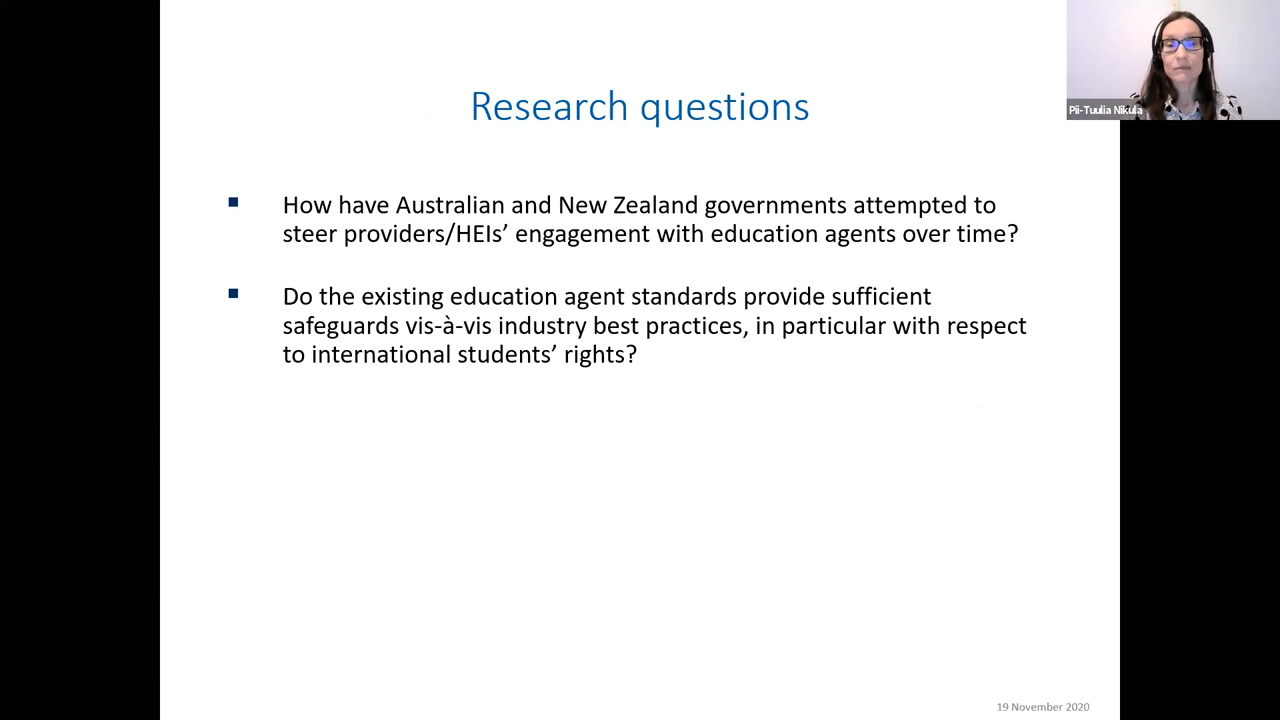 Research questions
Pii-Tuulia Nikula
How have Australian and New Zealand governments attempted to
steer providers/HEIs’ engagement with education agents over time?
Do the existing education agent standards provide sufficient
safeguards vis-à-vis industry best practices, in particular with respect
to international students’ rights?
19 November 2020